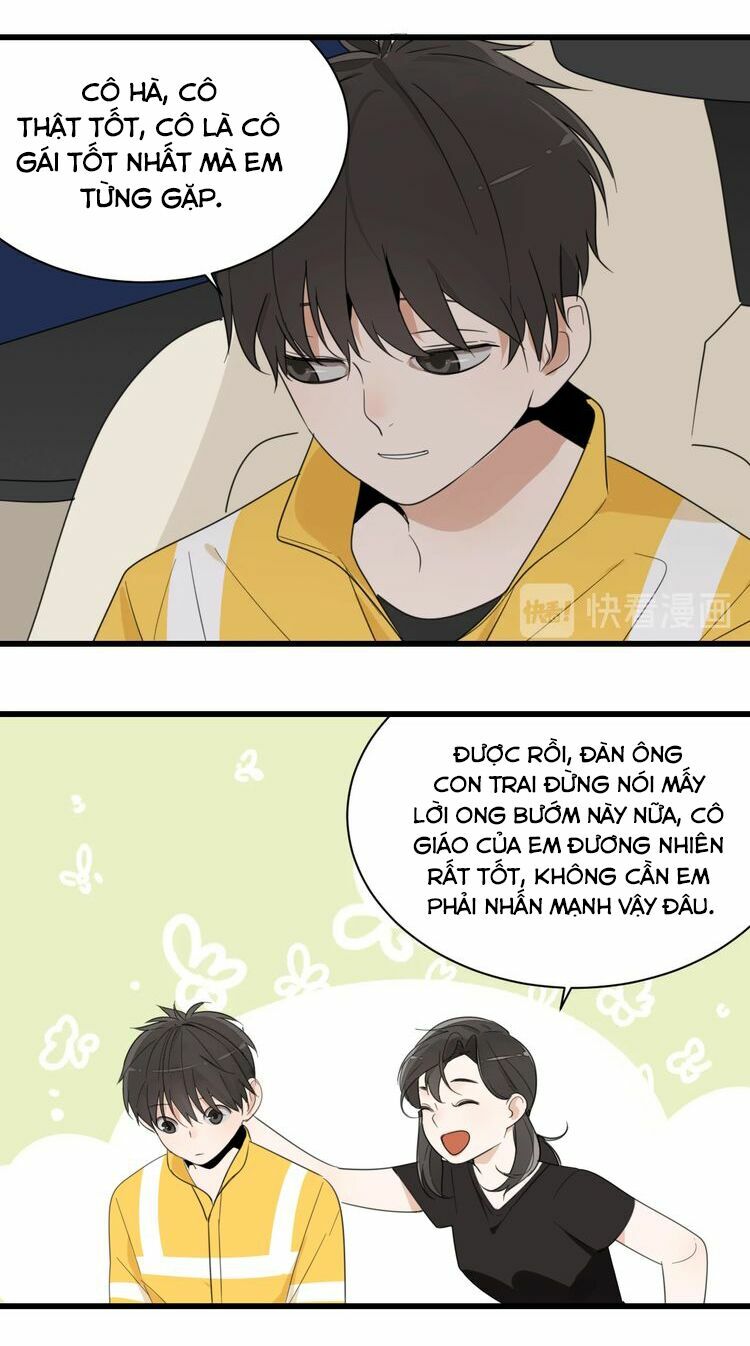 CÔ HÀ, CÔ
THẬT TỐT, CÔ LÀ CÔ
GÁI TỐT NHẤT MÀ EM
TỪNG GẶP.
快看! 快看漫画
ĐƯỢC RỒI, ĐÀN ÔNG
CON TRAI ĐỪNG NÓI MẤY
LỜI ONG BƯỚM NÀY NỮA, CÔ
GIÁO CỦA EM ĐƯƠNG NHIÊN
RẤT TỐT, KHÔNG CẦN EM
PHẢI NHẤN MẠNH VẬY ĐÂU.